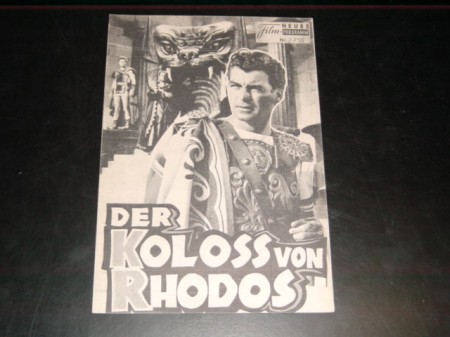 NEUES
film PROGRAMM
DER
KOLOSS VON
RHODOS